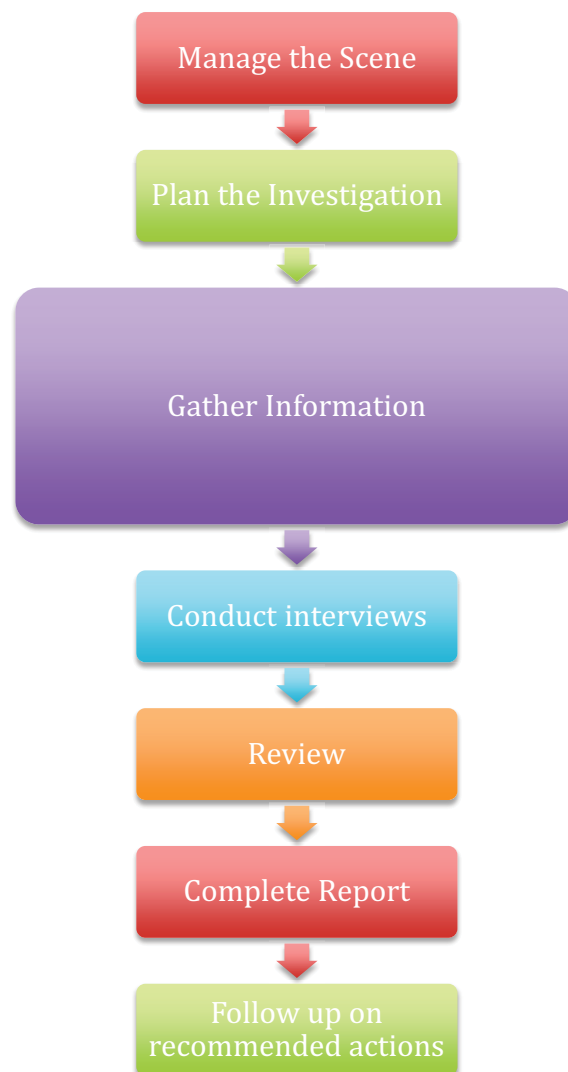 Manage the Scene
Plan the Investigation
Gather Information
Conduct interviews
Review
Complete Report
Follow up on
recommended actions